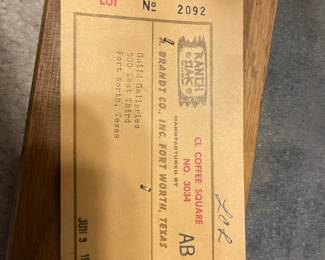 LOT No 2092
RANCH
OAK
CL COFFEE SQUARE
NO. 3034
MANUFACTURED BY
A. BRANDT CO., INC. FORT WORTH, TEXAS
Guild Galleries
500 West Third
Fort Worth, Texas
AB
JUN 3